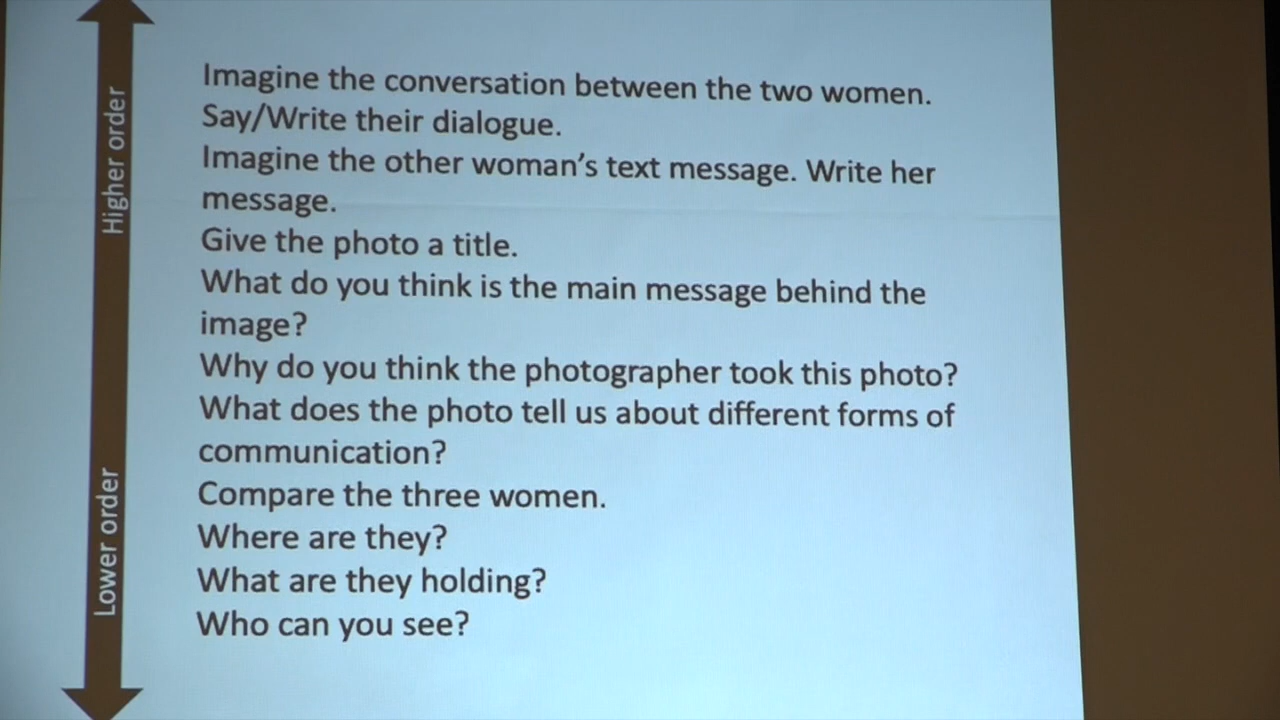 Higher order
Lower order
Imagine the conversation between the two women.
Say/Write their dialogue.
Imagine the other woman's text message. Write her
message.
Give the photo a title.
What do you think is the main message behind the
image?
Why do you think the photographer took this photo?
What does the photo tell us about different forms of
communication?
Compare the three women.
Where are they?
What are they holding?
Who can you see?